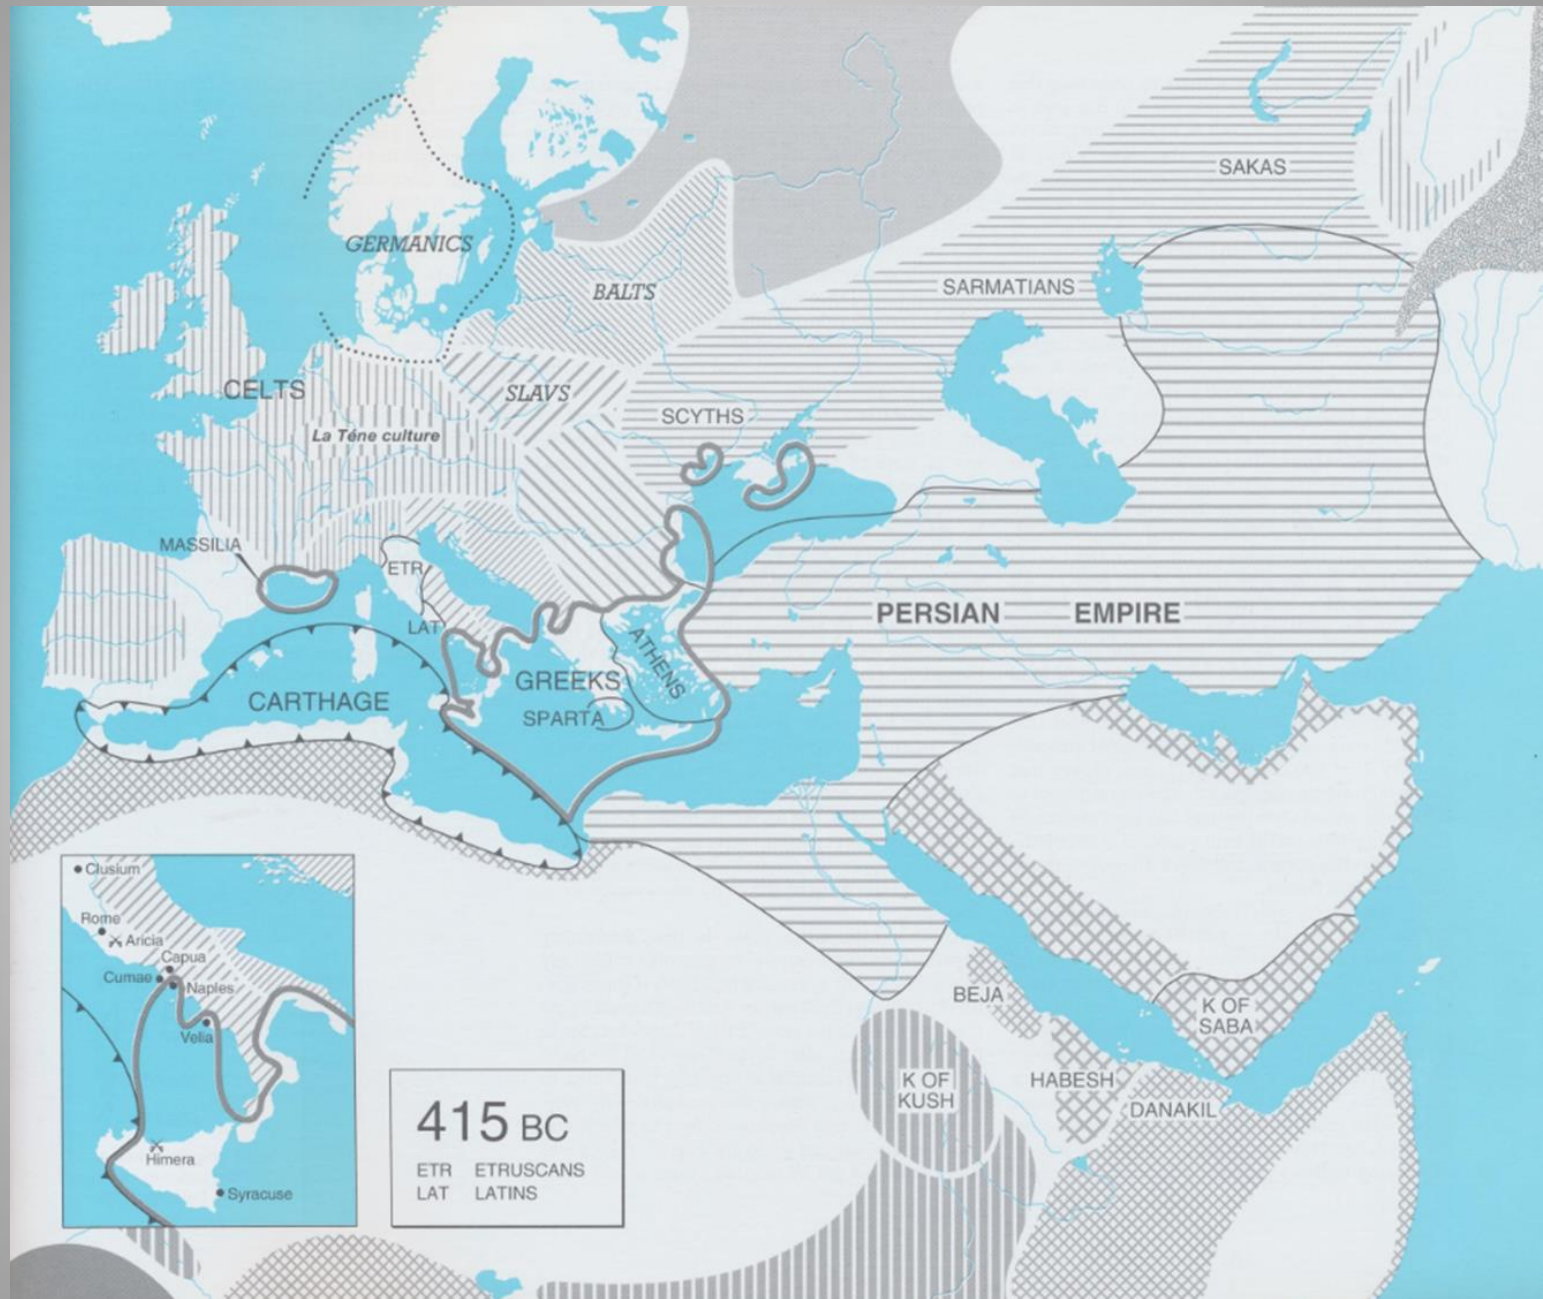 SAKAS
GERMANICS
SARMATIANS
BALTS
CELTS
SLAVS
SCYTHS
La Téne culture
MASSILIA
ETR
PERSIAN EMPIRE
LAT
ATHENS
GREEKS
CARTHAGE
SPARTA
Clusium
Rome
Aricia
Capua
Cumae
Naples
Velia
Himera
Syracuse
BEJA
K OF
SABA
K OF
KUSH
HABESH
DANAKIL
415 BC
ETR ETRUSCANS
LAT LATINS